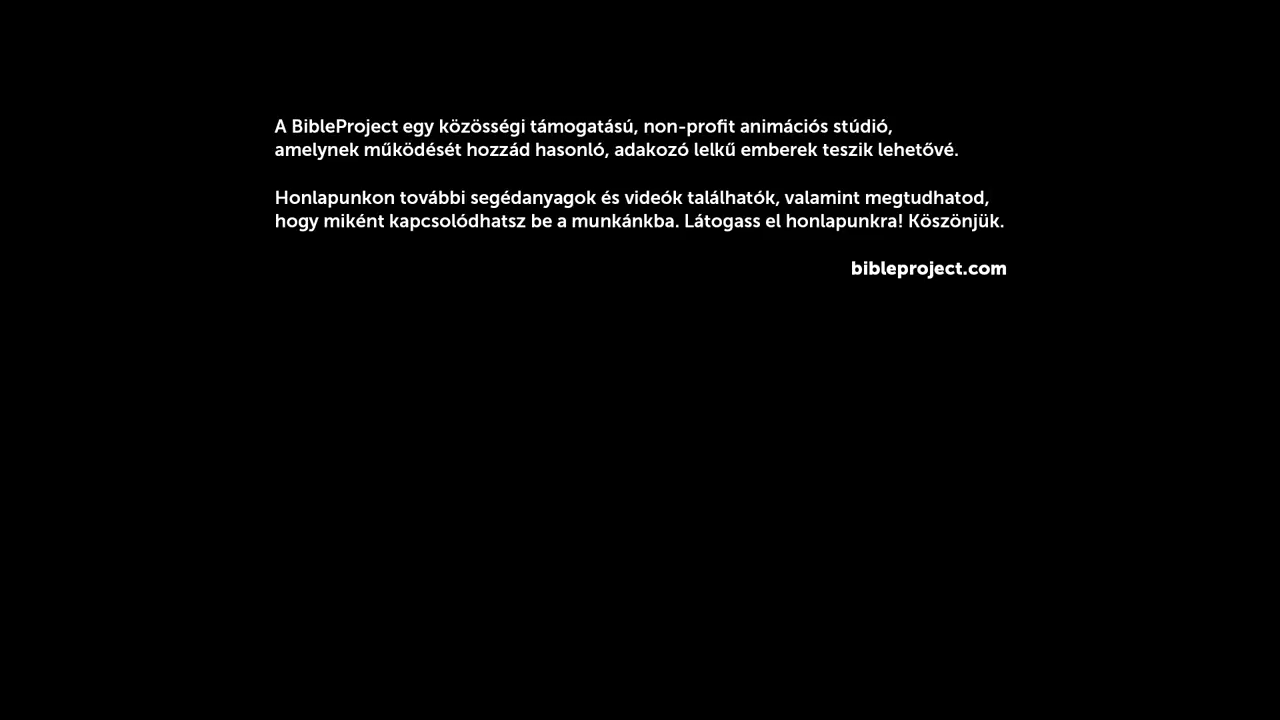 A BibleProject egy közösségi támogatású, non-profit animációs stúdió,
amelynek működését hozzád hasonló, adakozó lelkű emberek teszik lehetővé.
Honlapunkon további segédanyagok és videók találhatók, valamint megtudhatod,
hogy miként kapcsolódhatsz be a munkánkba. Látogass el honlapunkra! Köszönjük.
bibleproject.com